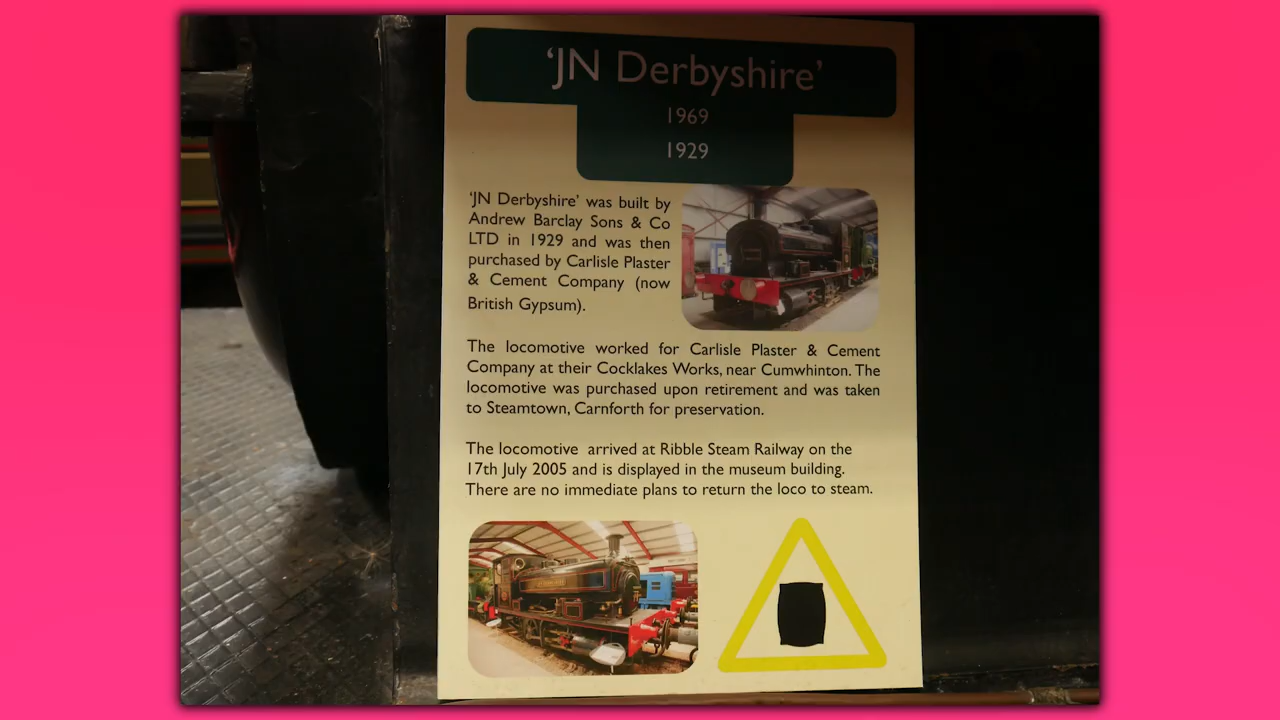 'JN Derbyshire'
1969
1929
'JN Derbyshire' was built by
Andrew Barclay Sons & Co
LTD in 1929 and was then
purchased by Carlisle Plaster
& Cement Company (now
British Gypsum).
The locomotive worked for Carlisle Plaster & Cement
Company at their Cocklakes Works, near Cumwhinton. The
locomotive was purchased upon retirement and was taken
to Steamtown, Carnforth for preservation.
The locomotive arrived at Ribble Steam Railway on the
17th July 2005 and is displayed in the museum building.
There are no immediate plans to return the loco to steam.